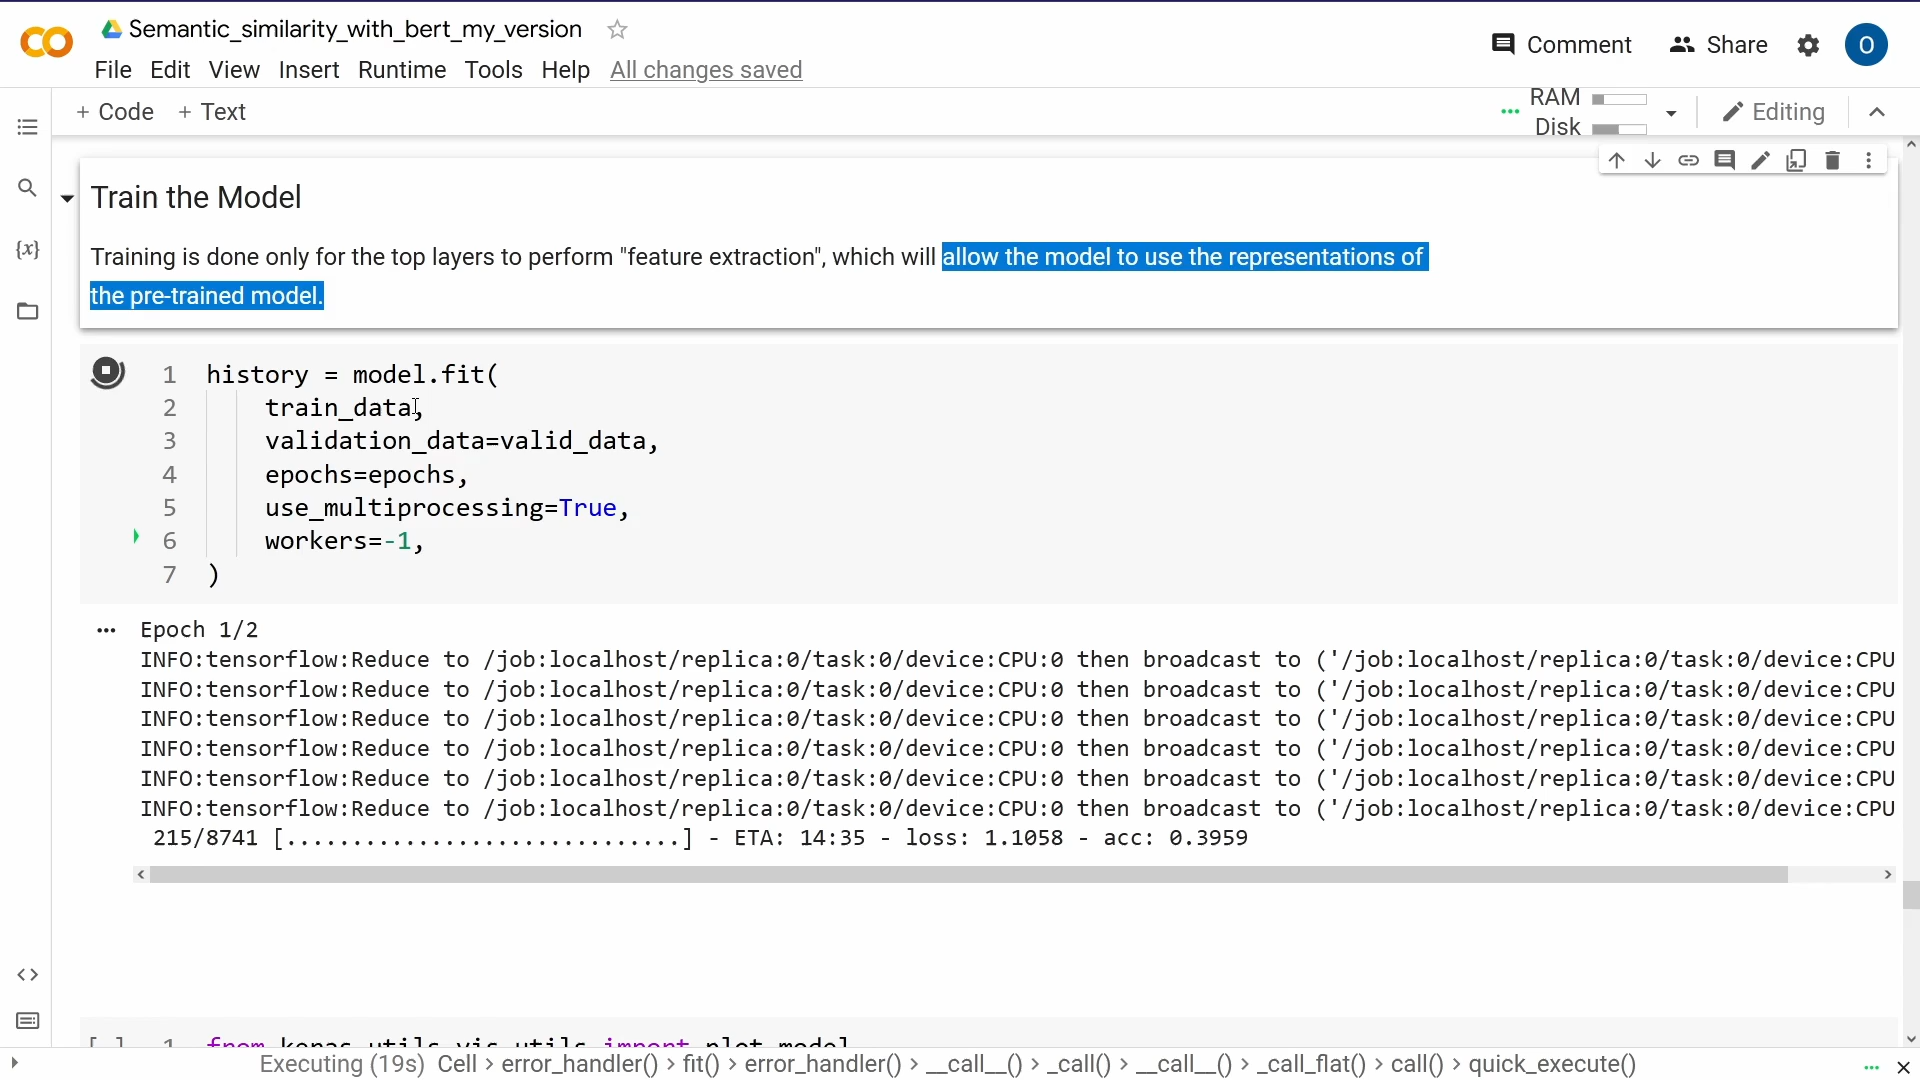 Semantic_similarity_with_bert_my_version
Comment
Share
O
File Edit View Insert Runtime Tools Help All changes saved
+ Code + Text
RAM
Disk
Editing
Train the Model
Training is done only for the top layers to perform "feature extraction", which will allow the model to use the representations of
the pre-trained model.
{x}
1 history = model.fit(
2 train_data,
3 validation_data=valid_data,
4 epochs=epochs,
5 use_multiprocessing=True,
6 workers=-1,
7 )
Epoch 1/2
INFO:tensorflow:Reduce to /job:localhost/replica:0/task:0/device:CPU:0 then broadcast to ('/job:localhost/replica:0/task:0/device:CPU
INFO:tensorflow:Reduce to /job:localhost/replica:0/task:0/device:CPU:0 then broadcast to ('/job:localhost/replica:0/task:0/device:CPU
INFO:tensorflow:Reduce to /job:localhost/replica:0/task:0/device:CPU:0 then broadcast to ('/job:localhost/replica:0/task:0/device:CPU
INFO:tensorflow:Reduce to /job:localhost/replica:0/task:0/device:CPU:0 then broadcast to ('/job:localhost/replica:0/task:0/device:CPU
INFO:tensorflow:Reduce to /job:localhost/replica:0/task:0/device:CPU:0 then broadcast to ('/job:localhost/replica:0/task:0/device:CPU
INFO:tensorflow:Reduce to /job:localhost/replica:0/task:0/device:CPU:0 then broadcast to ('/job:localhost/replica:0/task:0/device:CPU
215/8741 [..............................] - ETA: 14:35 - loss: 1.1058 - acc: 0.3959
[ ] 1 from keras.utils.vis_utils import plot_model
Executing (19s) Cell > error_handler() > fit() > error_handler() > __call__() > _call() > __call__() > _call_flat() > call() > quick_execute()